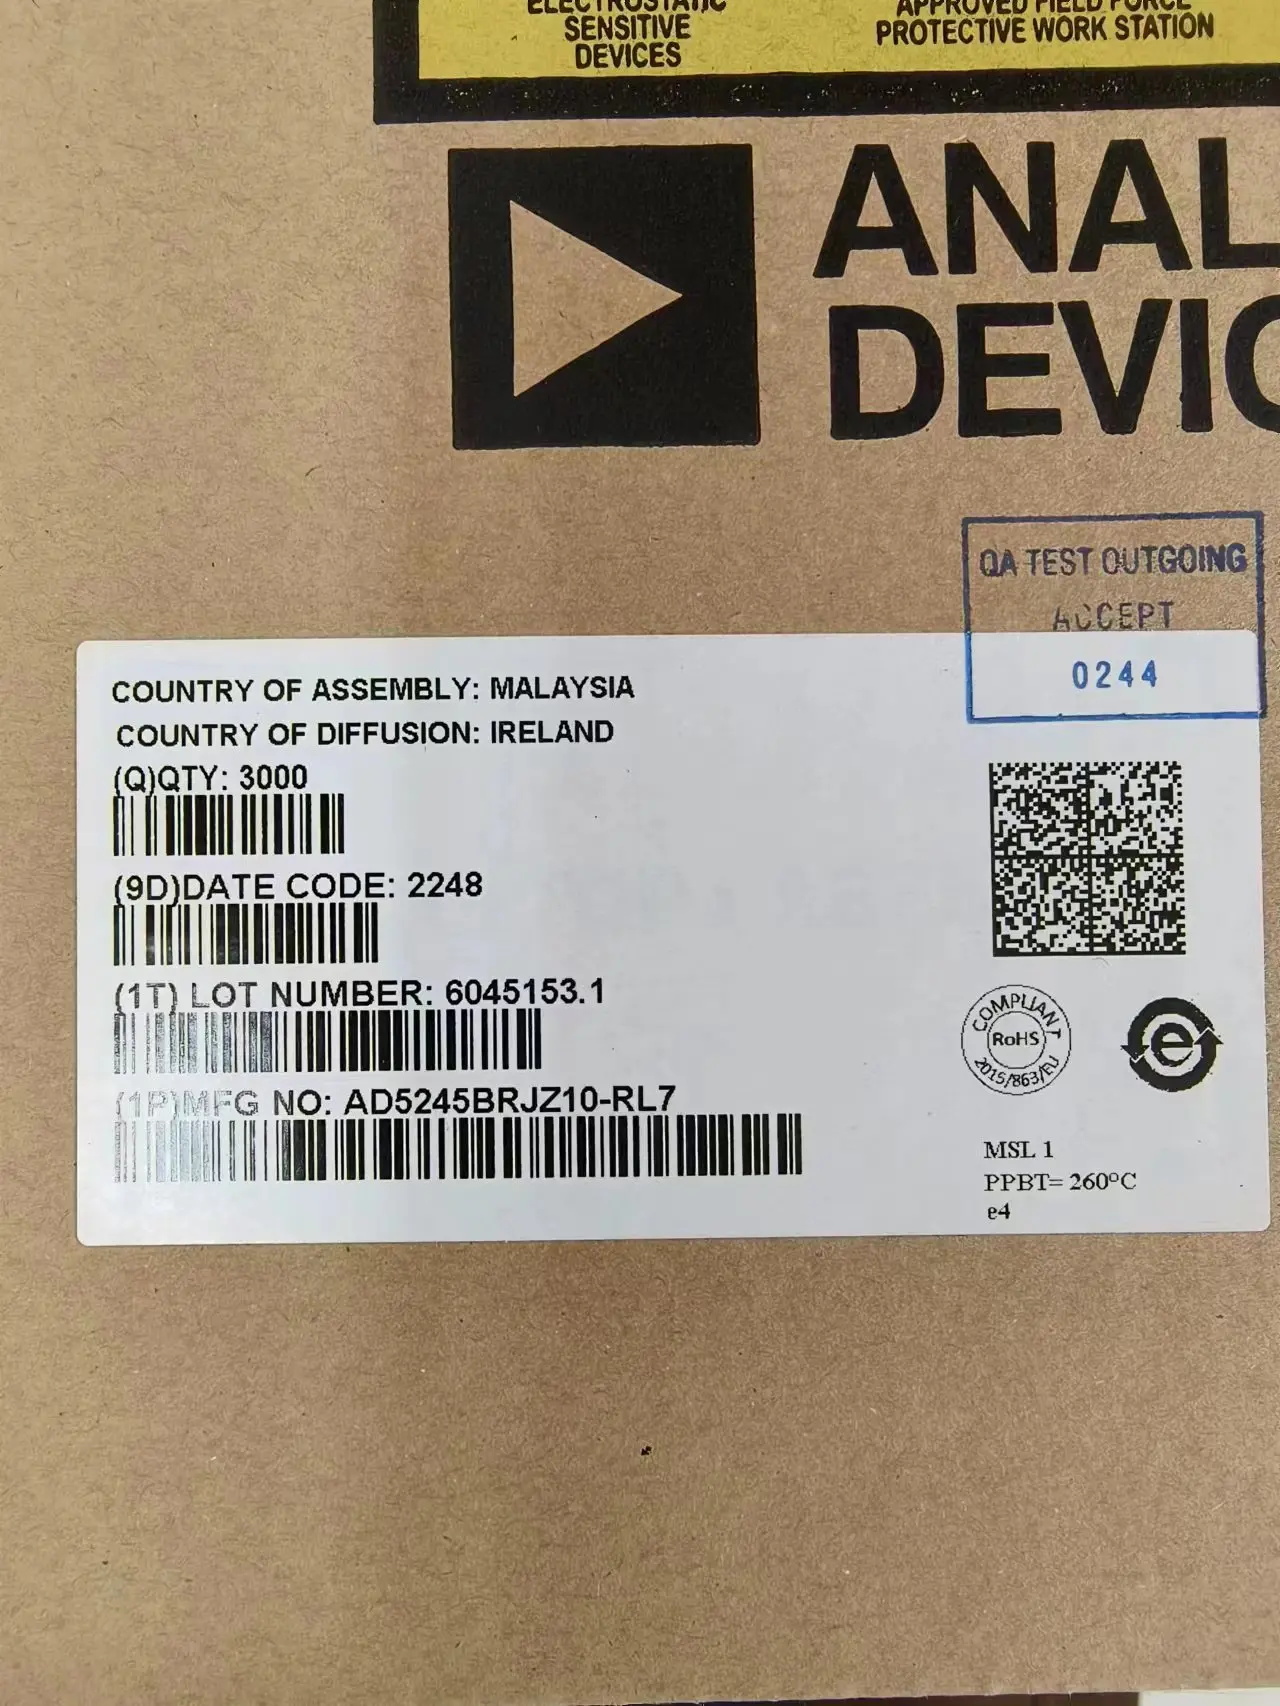 ELECTROSTATIC
SENSITIVE
DEVICES
APPROVED FIELD FORCE
PROTECTIVE WORK STATION
ANAL
DEVIC
QA TEST OUTGOING
ACCEPT
0244
COUNTRY OF ASSEMBLY: MALAYSIA
COUNTRY OF DIFFUSION: IRELAND
(Q)QTY: 3000
(9D)DATE CODE: 2248
(1T) LOT NUMBER: 6045153.1
(1P)MFG NO: AD5245BRJZ10-RL7
COMPLIANT
RoHS
2015/863/EU
e
MSL 1
PPBT= 260°C
e4